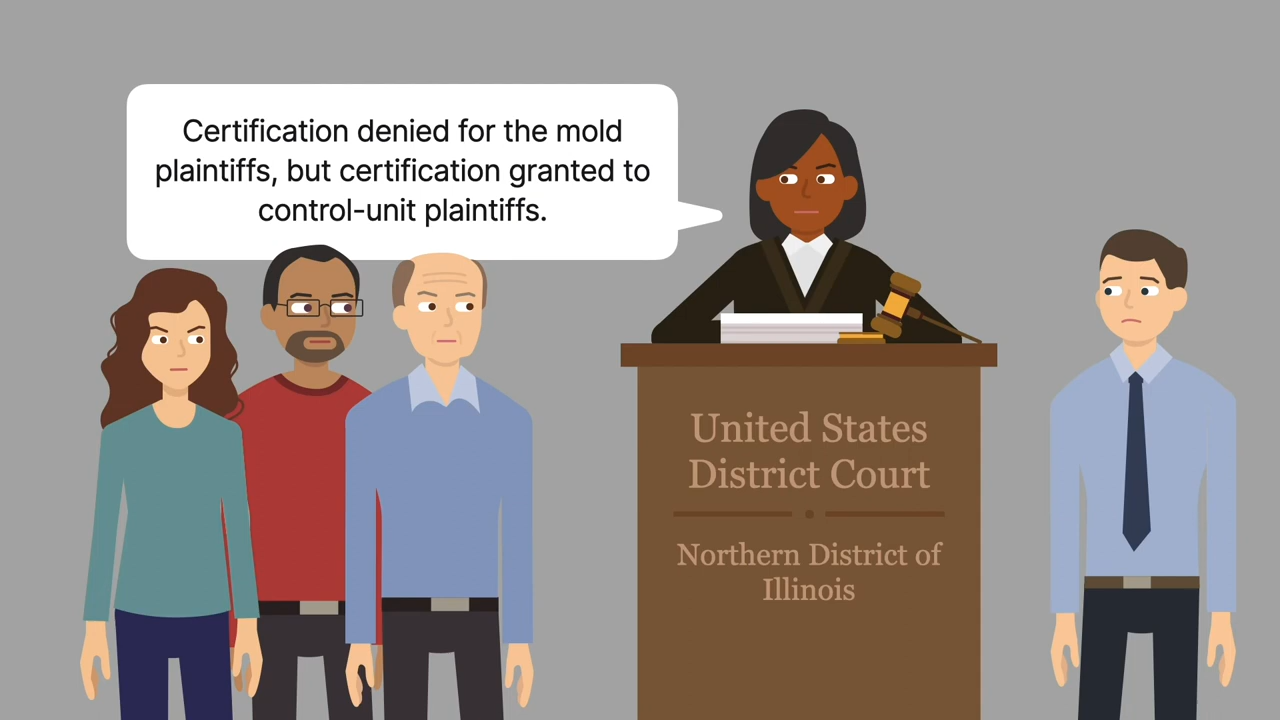 Certification denied for the mold
plaintiffs, but certification granted to
control-unit plaintiffs.
United States
District Court
Northern District of
Illinois